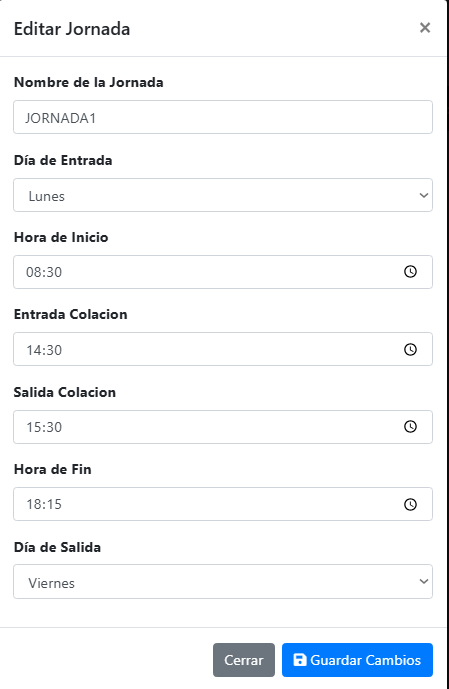 Editar Jornada ×
Nombre de la Jornada
JORNADA1
Día de Entrada
Lunes
Hora de Inicio
08:30
Entrada Colacion
14:30
Salida Colacion
15:30
Hora de Fin
18:15
Día de Salida
Viernes
Cerrar Guardar Cambios